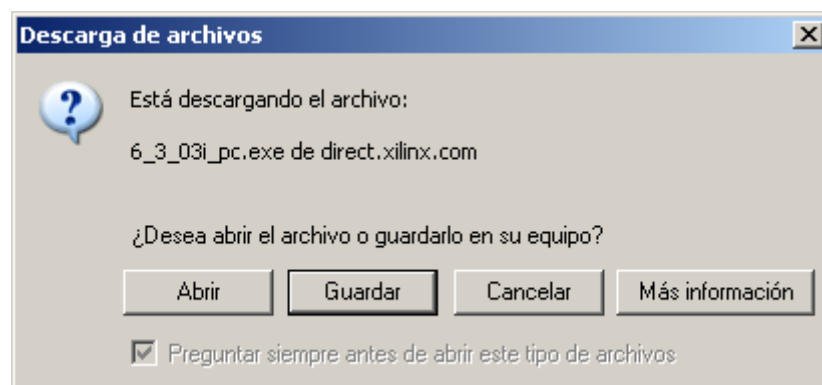 Descarga de archivos
Está descargando el archivo:
6_3_03i_pc.exe de direct.xilinx.com
¿Desea abrir el archivo o guardarlo en su equipo?
Abrir Guardar Cancelar Más información
Preguntar siempre antes de abrir este tipo de archivos